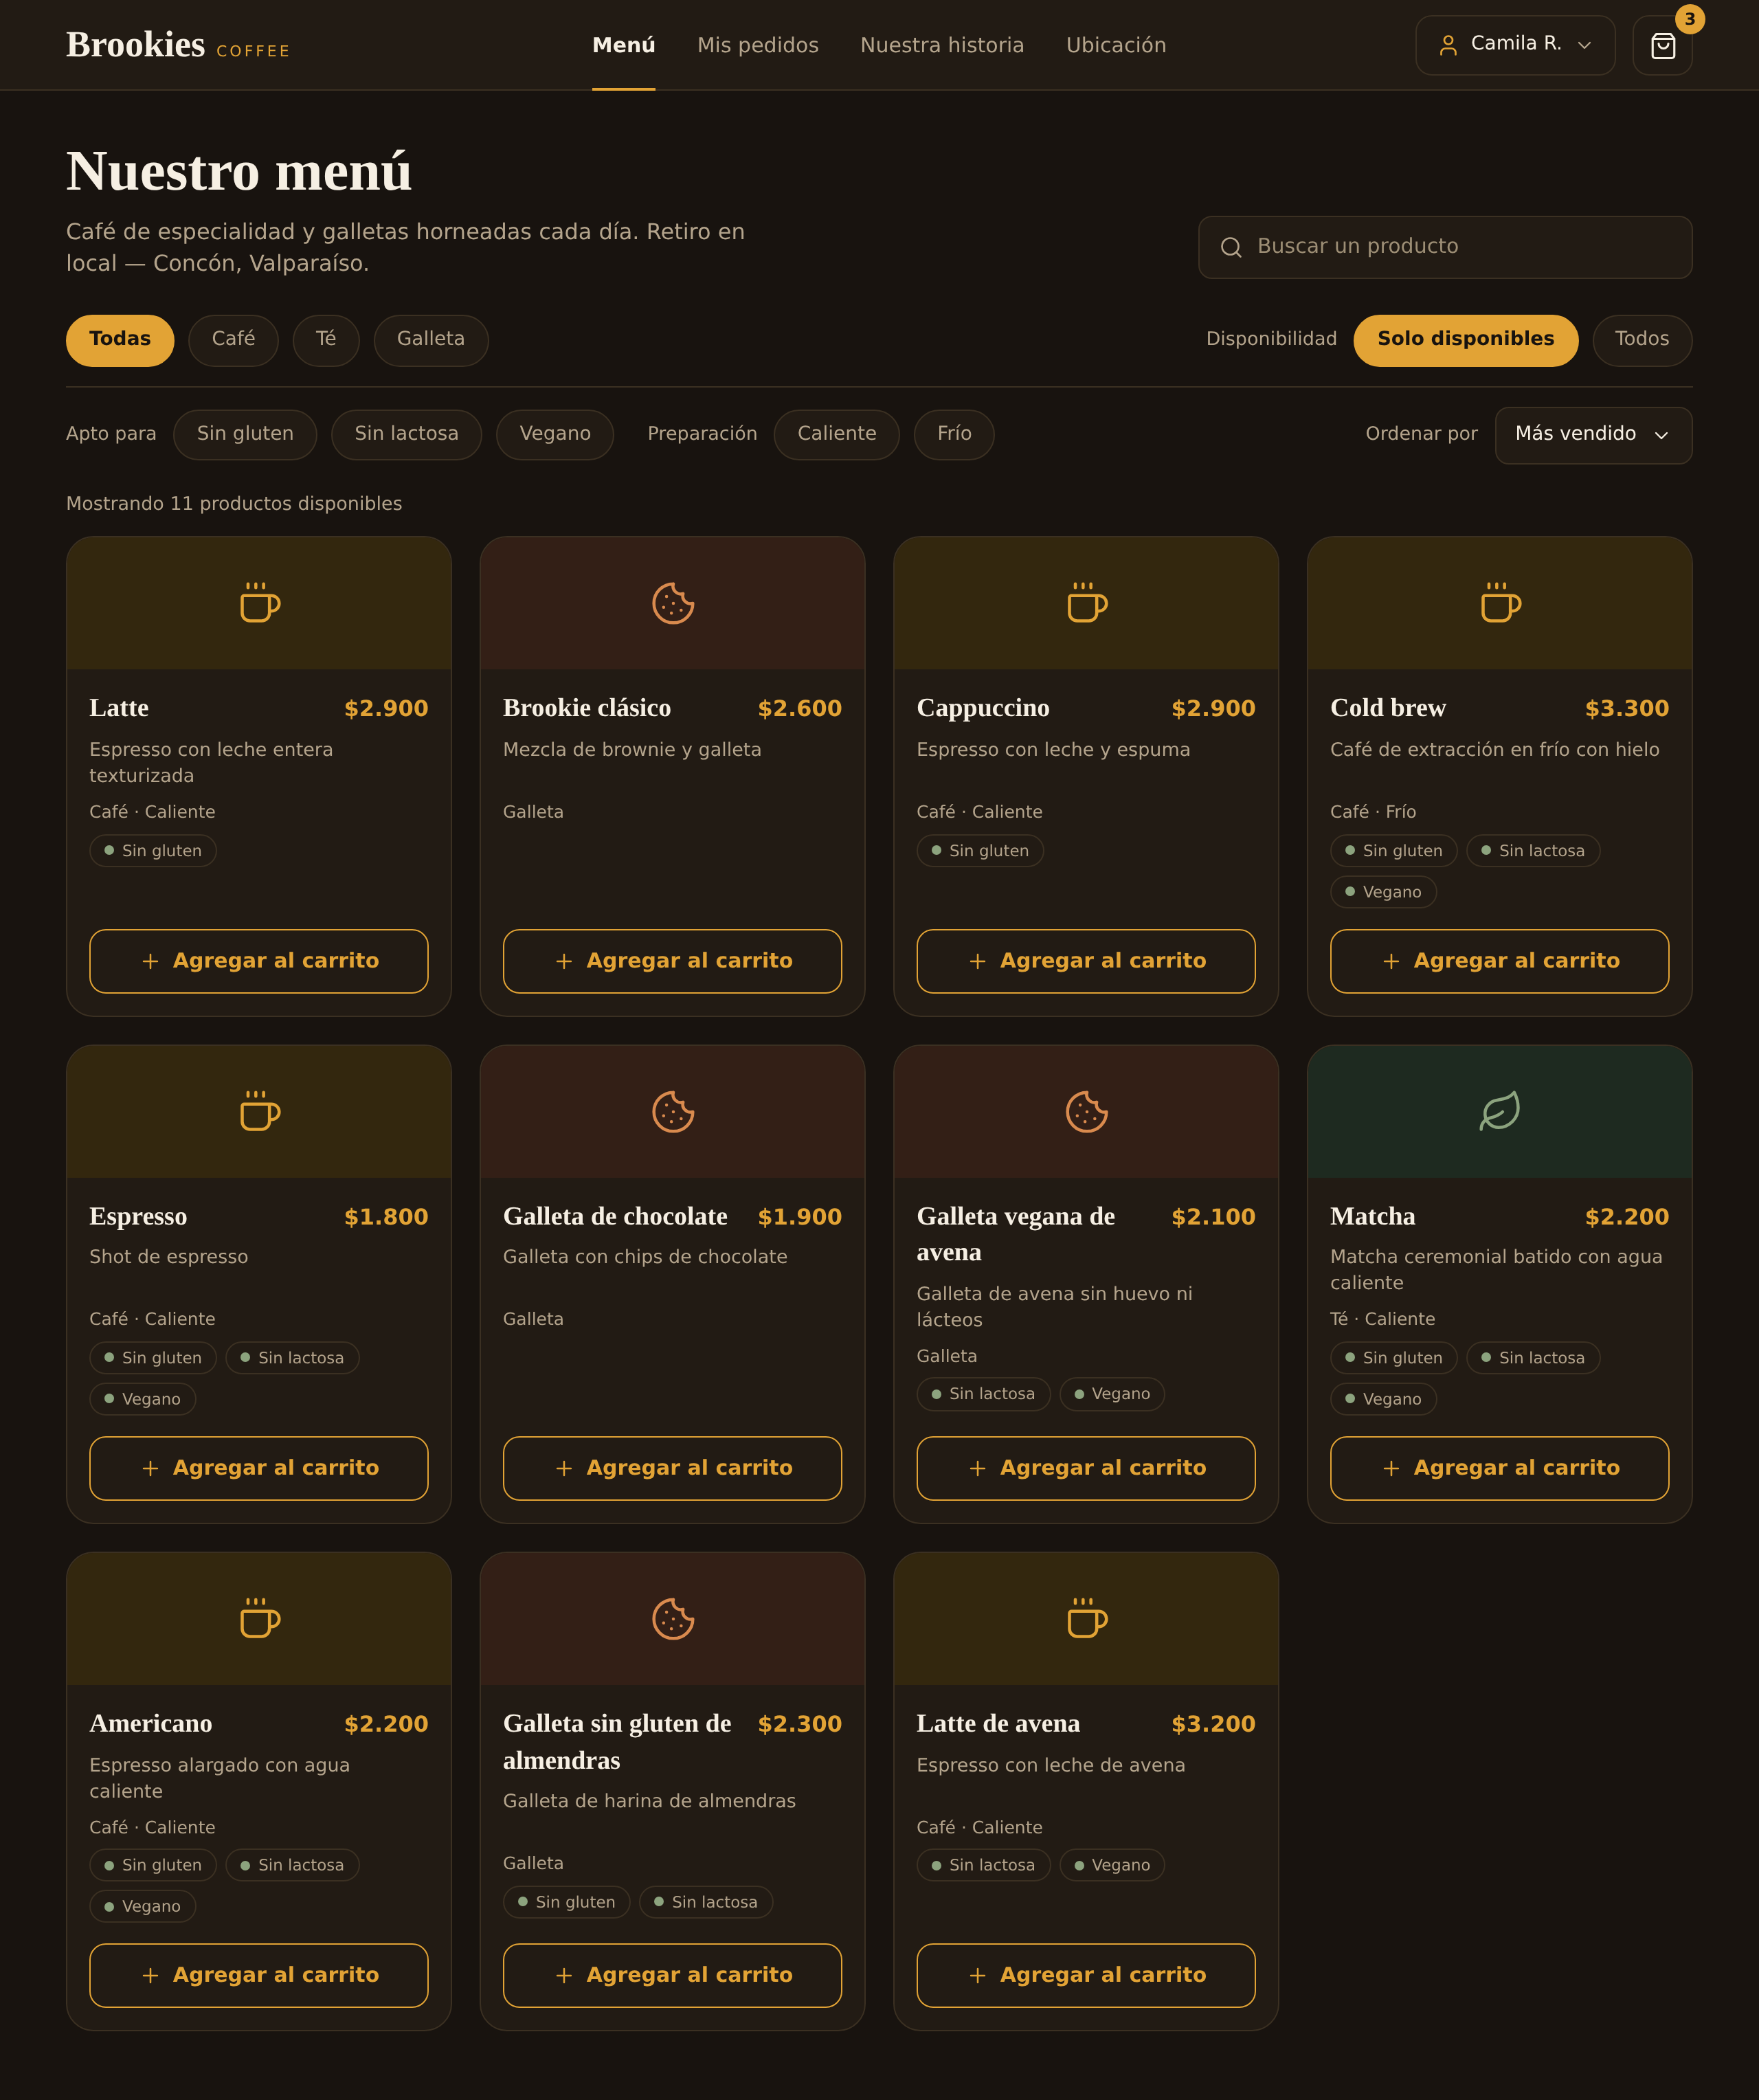 Brookies COFFEE
Menú Mis pedidos Nuestra historia Ubicación
Camila R.
3
Nuestro menú
Café de especialidad y galletas horneadas cada día. Retiro en
local — Concón, Valparaíso.
Buscar un producto
Todas Café Té Galleta
Disponibilidad Solo disponibles Todos
Apto para Sin gluten Sin lactosa Vegano Preparación Caliente Frío
Ordenar por Más vendido
Mostrando 11 productos disponibles
Latte $2.900
Espresso con leche entera
texturizada
Café · Caliente
Sin gluten
+ Agregar al carrito
Brookie clásico $2.600
Mezcla de brownie y galleta
Galleta
+ Agregar al carrito
Cappuccino $2.900
Espresso con leche y espuma
Café · Caliente
Sin gluten
+ Agregar al carrito
Cold brew $3.300
Café de extracción en frío con hielo
Café · Frío
Sin gluten Sin lactosa
Vegano
+ Agregar al carrito
Espresso $1.800
Shot de espresso
Café · Caliente
Sin gluten Sin lactosa
Vegano
+ Agregar al carrito
Galleta de chocolate $1.900
Galleta con chips de chocolate
Galleta
+ Agregar al carrito
Galleta vegana de $2.100
avena
Galleta de avena sin huevo ni
lácteos
Galleta
Sin lactosa Vegano
+ Agregar al carrito
Matcha $2.200
Matcha ceremonial batido con agua
caliente
Té · Caliente
Sin gluten Sin lactosa
Vegano
+ Agregar al carrito
Americano $2.200
Espresso alargado con agua
caliente
Café · Caliente
Sin gluten Sin lactosa
Vegano
+ Agregar al carrito
Galleta sin gluten de $2.300
almendras
Galleta de harina de almendras
Galleta
Sin gluten Sin lactosa
+ Agregar al carrito
Latte de avena $3.200
Espresso con leche de avena
Café · Caliente
Sin lactosa Vegano
+ Agregar al carrito